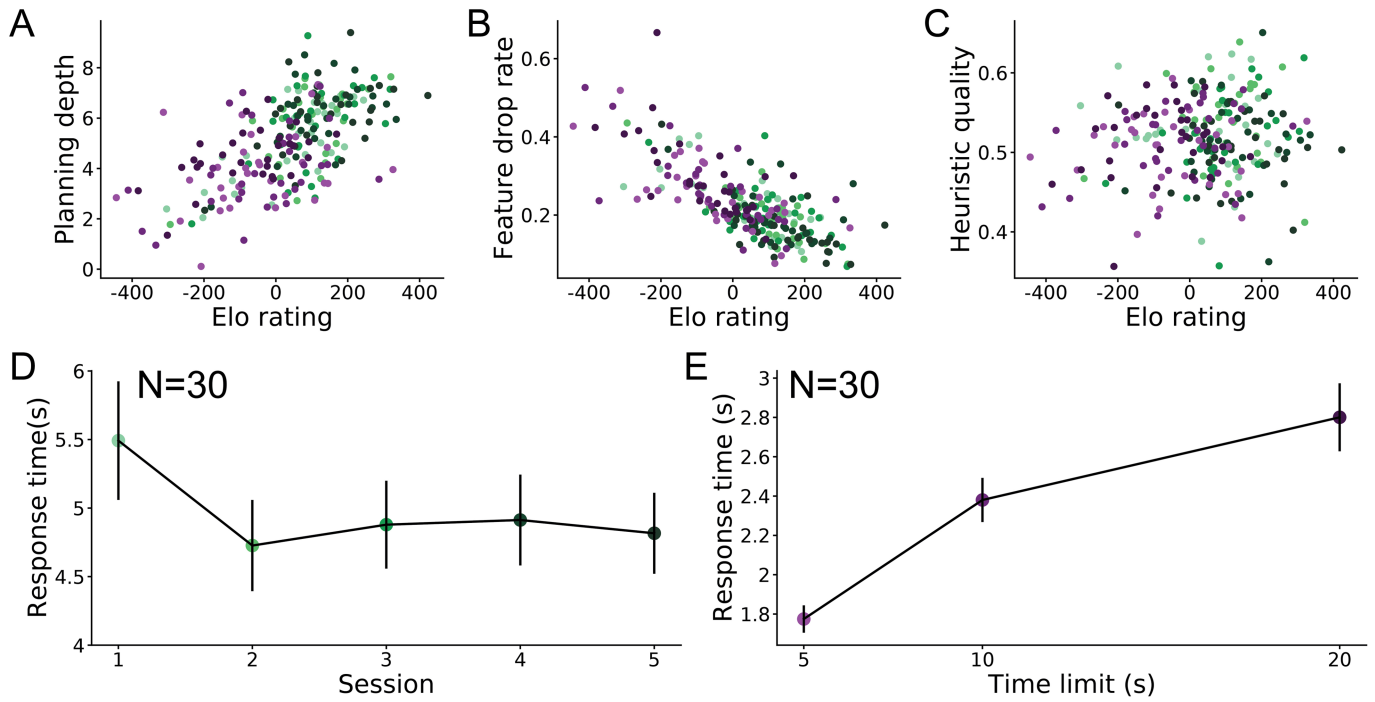 A
B
C
Planning depth
8
6
4
2
0
-400 -200 0 200 400
Elo rating
Feature drop rate
0.6
0.4
0.2
-400 -200 0 200 400
Elo rating
Heuristic quality
0.6
0.5
0.4
-400 -200 0 200 400
Elo rating
D
N=30
Response time(s)
6
5.5
5
4.5
4
1 2 3 4 5
Session
E
N=30
Response time (s)
3
2.8
2.6
2.4
2.2
2
1.8
5 10 20
Time limit (s)